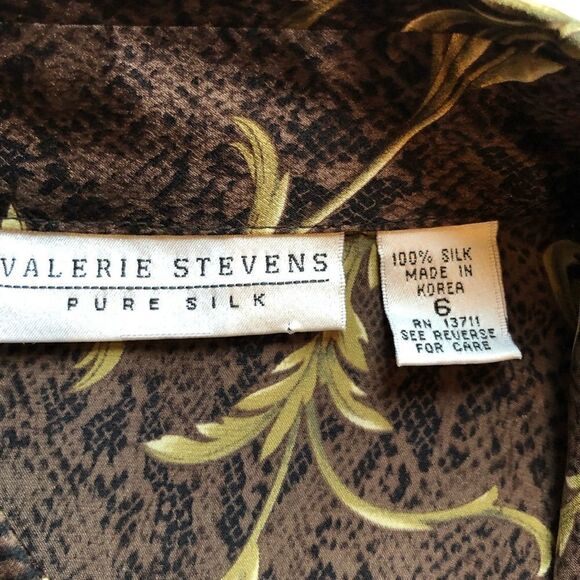 VALERIE STEVENS
PURE SILK
100% SILK
MADE IN
KOREA
6
RN 13711
SEE REVERSE
FOR CARE